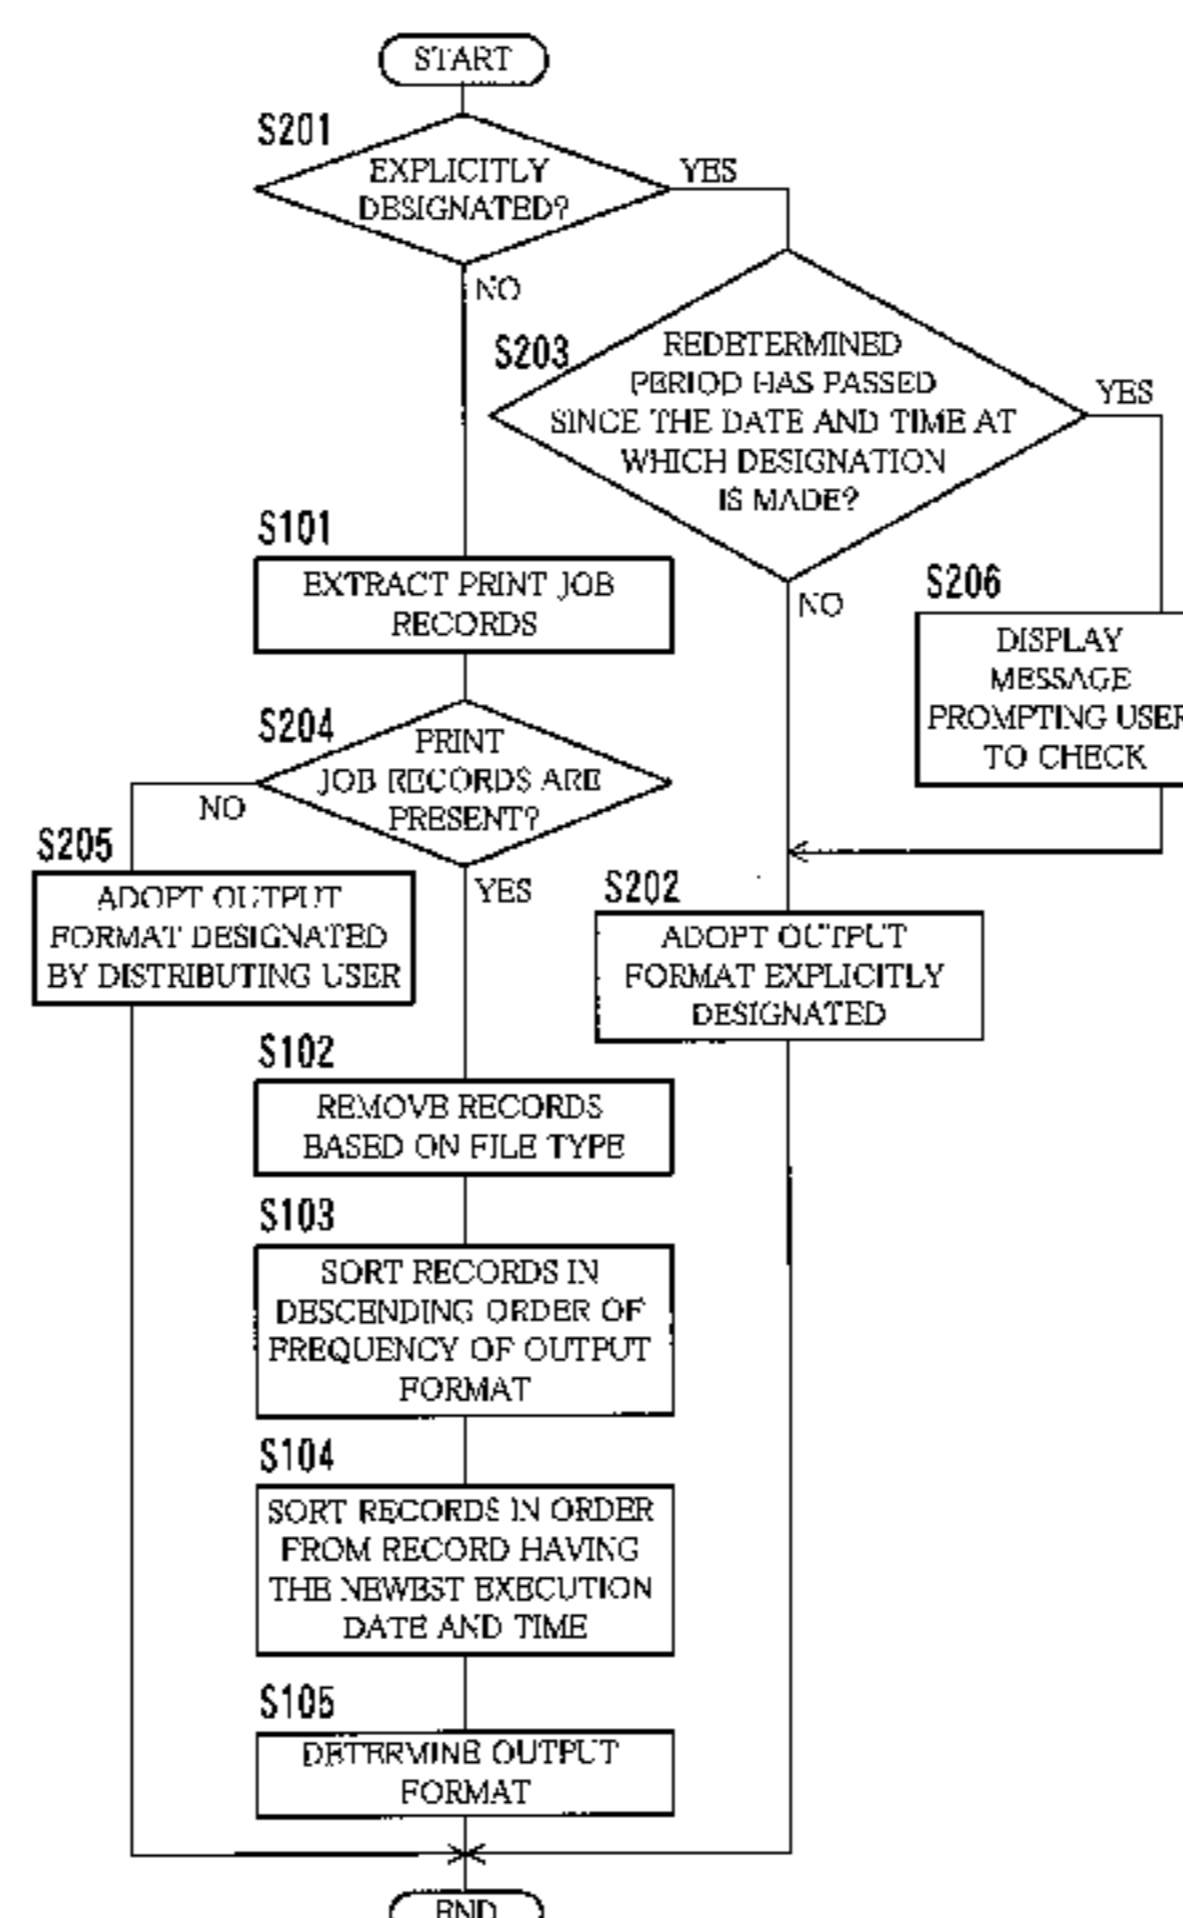 START
S201
EXPLICITLY
DESIGNATED?
YES
NO
S203
REDETERMINED
PERIOD HAS PASSED
SINCE THE DATE AND TIME AT
WHICH DESIGNATION
IS MADE?
YES
NO
S101
EXTRACT PRINT JOB
RECORDS
S206
DISPLAY
MESSAGE
PROMPTING USER
TO CHECK
S204
PRINT
JOB RECORDS ARE
PRESENT?
NO
YES
S205
ADOPT OUTPUT
FORMAT DESIGNATED
BY DISTRIBUTING USER
S202
ADOPT OUTPUT
FORMAT EXPLICITLY
DESIGNATED
S102
REMOVE RECORDS
BASED ON FILE TYPE
S103
SORT RECORDS IN
DESCENDING ORDER OF
FREQUENCY OF OUTPUT
FORMAT
S104
SORT RECORDS IN ORDER
FROM RECORD HAVING
THE NEWEST EXECUTION
DATE AND TIME
S105
DETERMINE OUTPUT
FORMAT
END